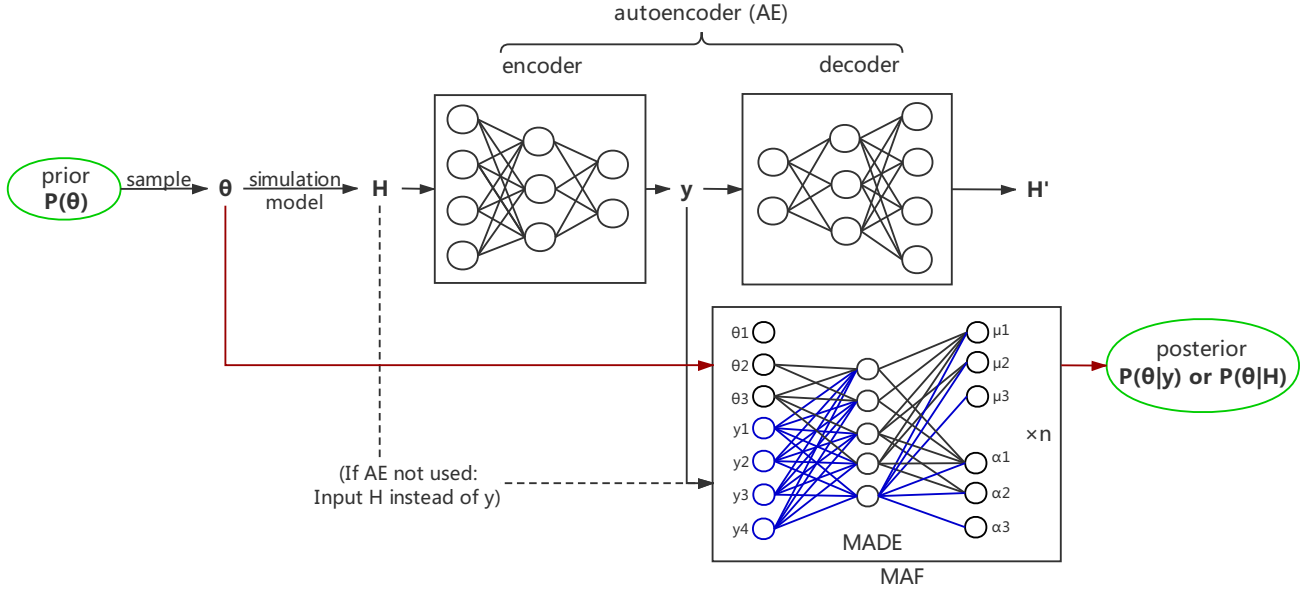 autoencoder (AE)
encoder
decoder
prior
P(θ)
sample
θ
simulation
model
H
y
H'
θ1
θ2
θ3
y1
y2
y3
y4
μ1
μ2
μ3
×n
α1
α2
α3
MADE
MAF
posterior
P(θ|y) or P(θ|H)
(If AE not used:
Input H instead of y)